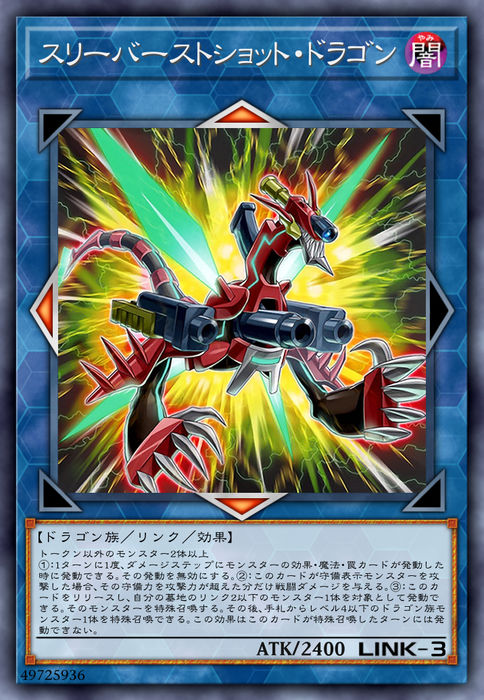 スリーバーストショット・ドラゴン
やみ
闇
【ドラゴン族／リンク／効果】
トークン以外のモンスター2体以上
①：1ターンに1度、ダメージステップにモンスターの効果・魔法・罠カードが発動した
時に発動できる。その発動を無効にする。②：このカードが守備表示モンスターを攻
撃した場合、その守備力を攻撃力が超えた分だけ戦闘ダメージを与える。③：このカ
ードをリリースし、自分の墓地のリンク2以下のモンスター1体を対象として発動で
きる。そのモンスターを特殊召喚する。その後、手札からレベル4以下のドラゴン族モ
ンスター1体を特殊召喚できる。この効果はこのカードが特殊召喚したターンには発
動できない。
ATK/2400 LINK-3
49725936